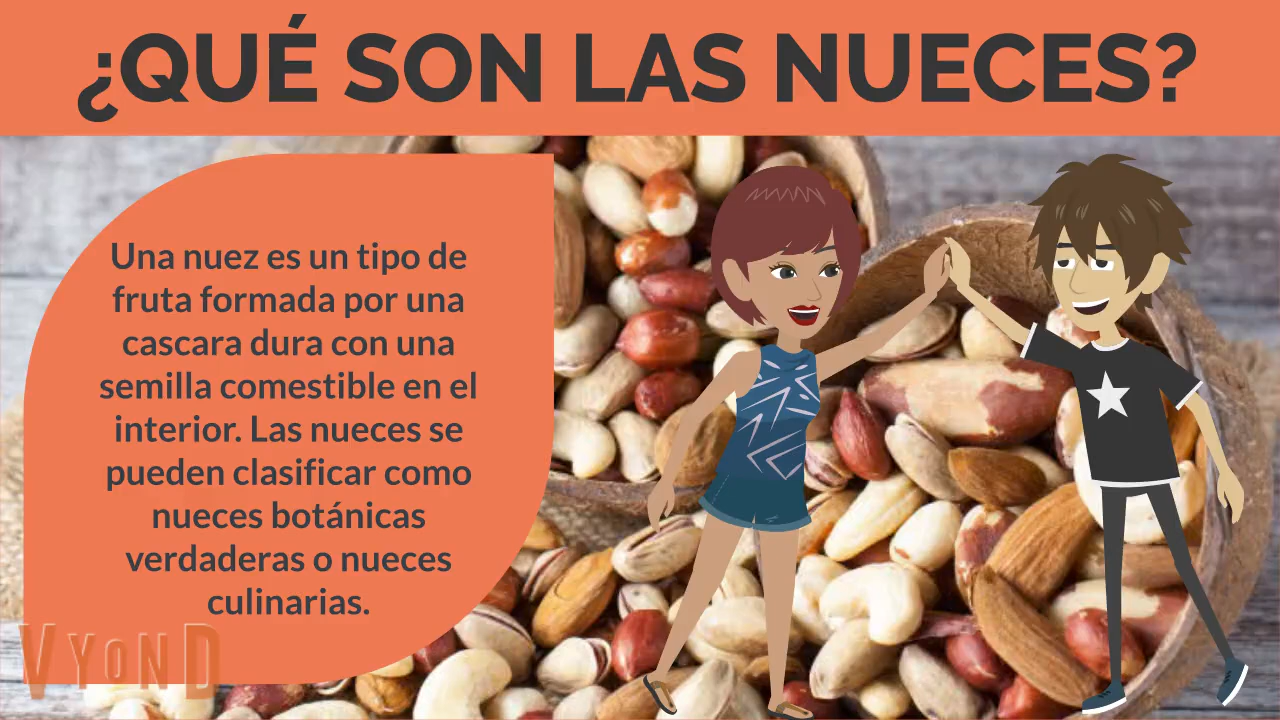 ¿QUÉ SON LAS NUECES?
Una nuez es un tipo de
fruta formada por una
cascara dura con una
semilla comestible en el
interior. Las nueces se
pueden clasificar como
nueces botánicas
verdaderas o nueces
culinarias.
VYOND